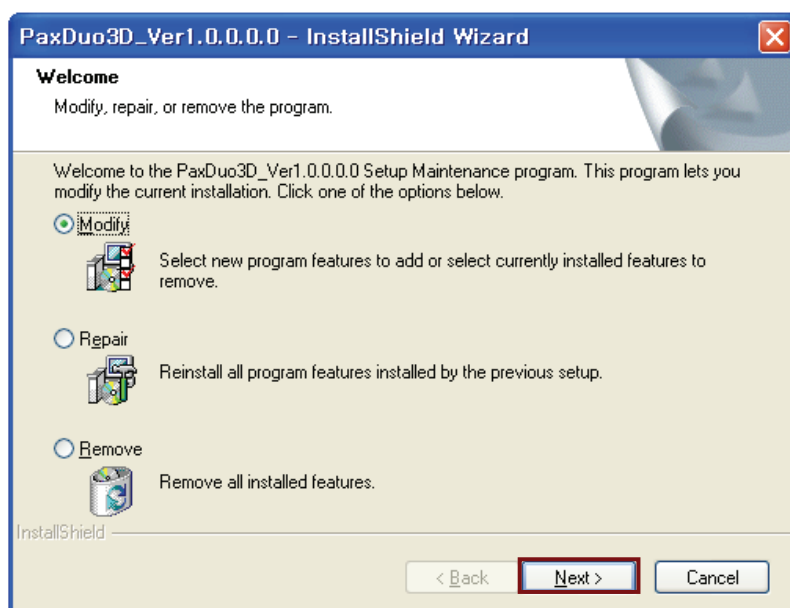 PaxDuo3D_Ver1.0.0.0.0 - InstallShield Wizard
Welcome
Modify, repair, or remove the program.
Welcome to the PaxDuo3D_Ver1.0.0.0.0 Setup Maintenance program. This program lets you
modify the current installation. Click one of the options below.
Modify
Select new program features to add or select currently installed features to
remove.
Repair
Reinstall all program features installed by the previous setup.
Remove
Remove all installed features.
InstallShield
< Back Next > Cancel